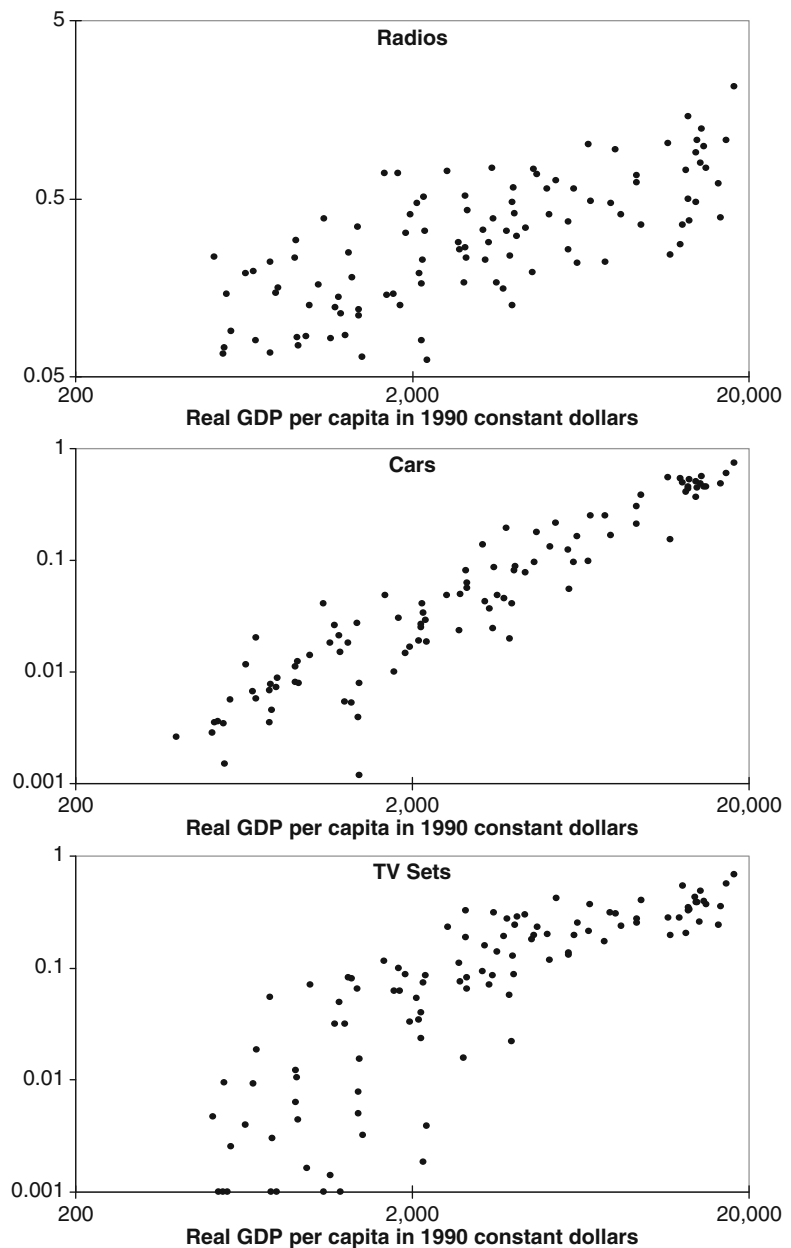 5
Radios
0.5
0.05
200 2,000 20,000
Real GDP per capita in 1990 constant dollars
1
Cars
0.1
0.01
0.001
200 2,000 20,000
Real GDP per capita in 1990 constant dollars
1
TV Sets
0.1
0.01
0.001
200 2,000 20,000
Real GDP per capita in 1990 constant dollars